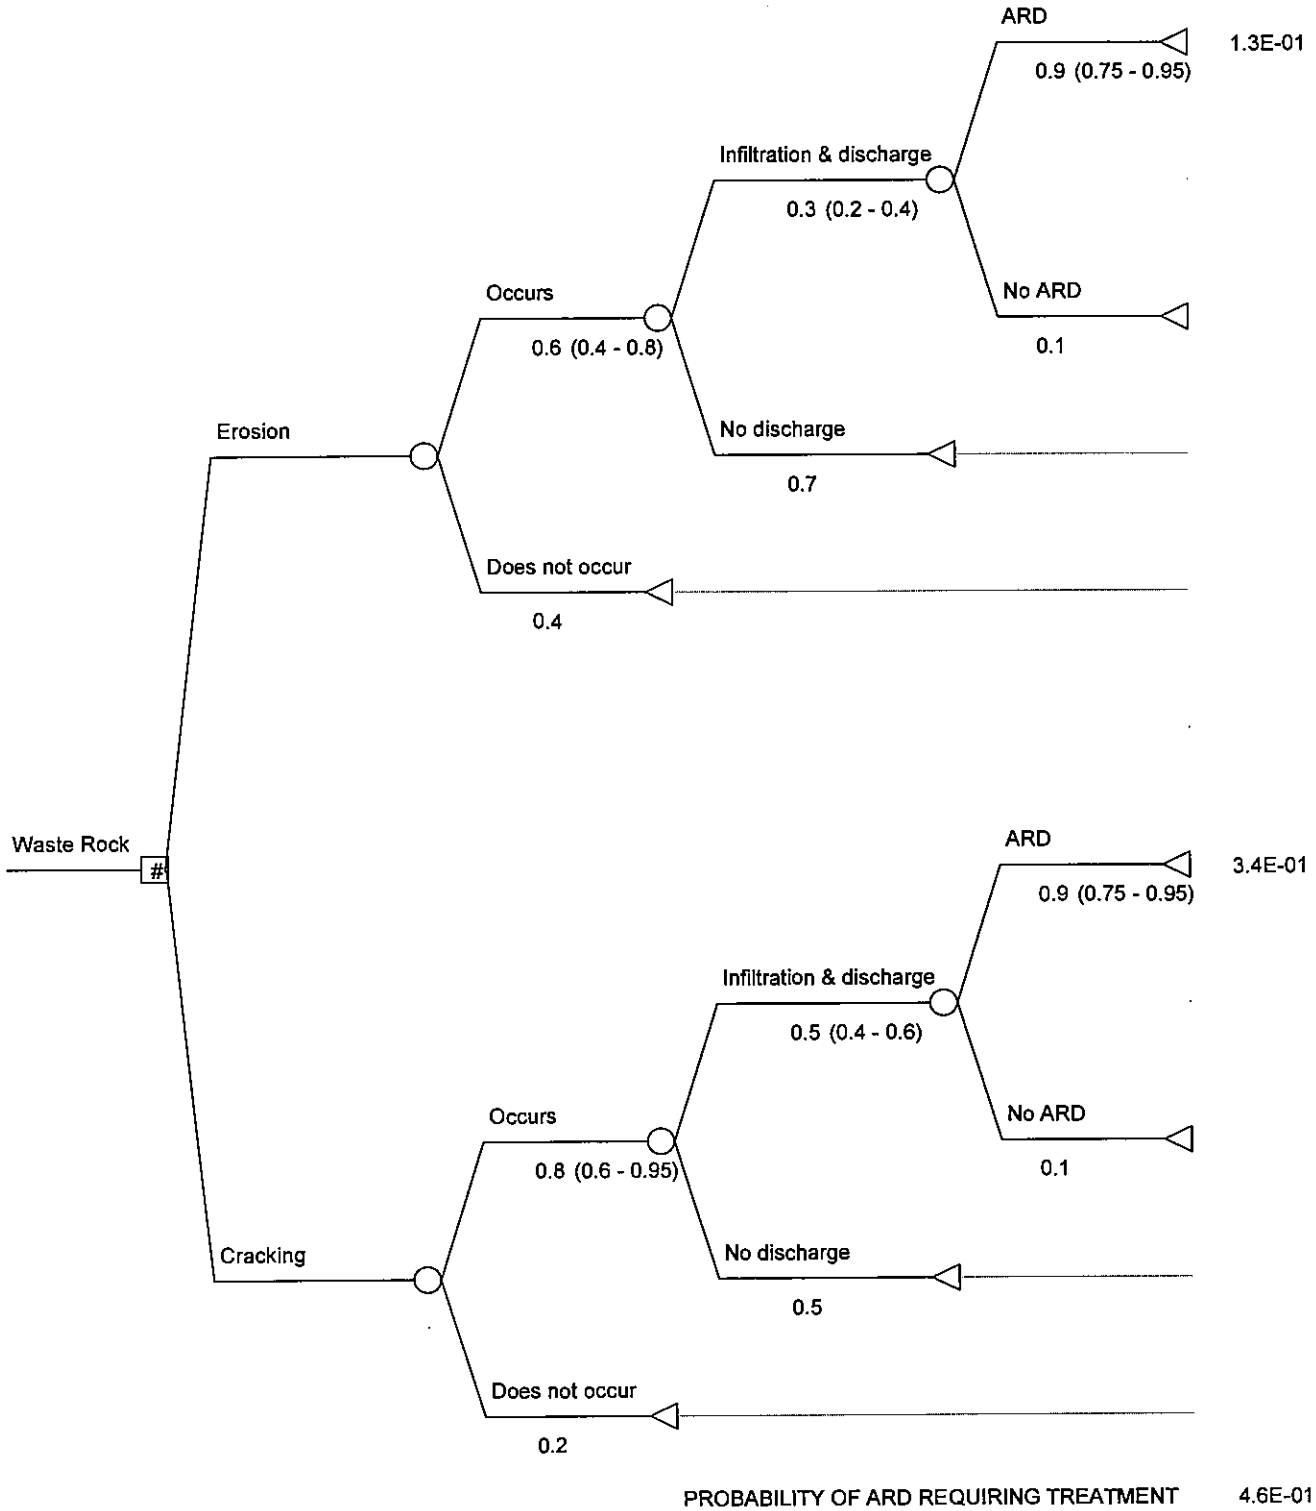 ARD
1.3E-01
0.9 (0.75 - 0.95)
Infiltration & discharge
0.3 (0.2 - 0.4)
No ARD
0.1
Occurs
0.6 (0.4 - 0.8)
No discharge
0.7
Erosion
Does not occur
0.4
Waste Rock
#
ARD
3.4E-01
0.9 (0.75 - 0.95)
Infiltration & discharge
0.5 (0.4 - 0.6)
No ARD
0.1
Occurs
0.8 (0.6 - 0.95)
No discharge
0.5
Cracking
Does not occur
0.2
PROBABILITY OF ARD REQUIRING TREATMENT 4.6E-01